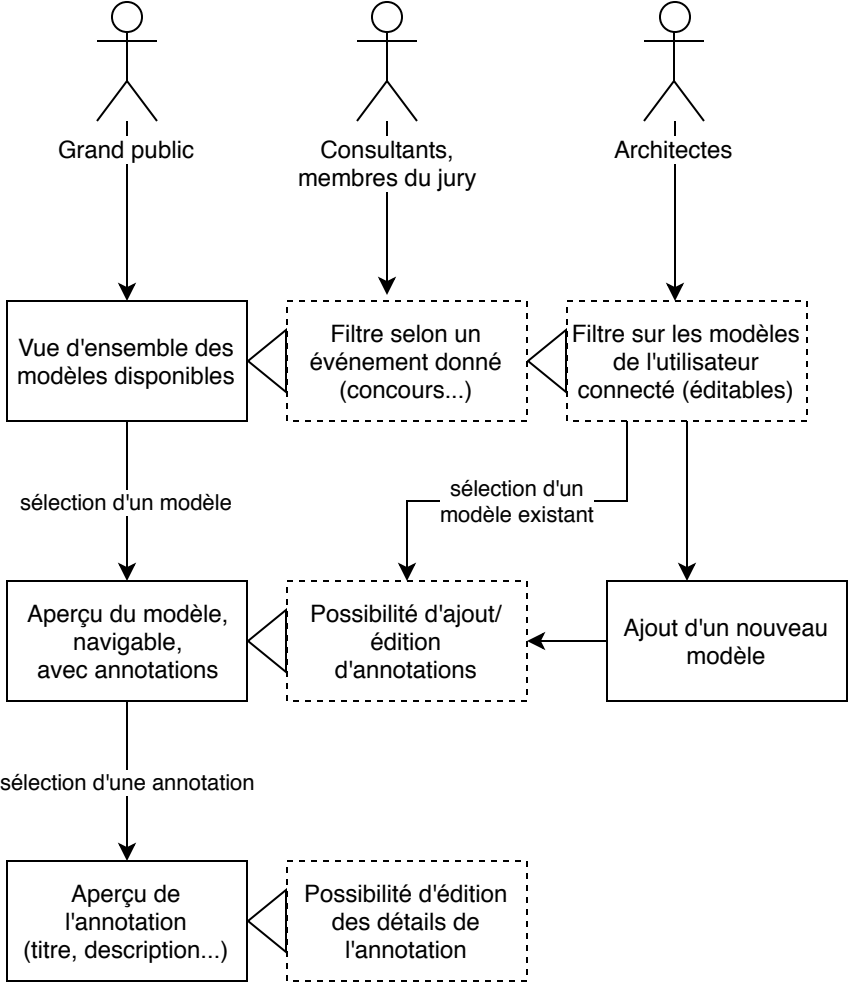 Grand public
Consultants,
membres du jury
Architectes
Vue d'ensemble des
modèles disponibles
Filtre selon un
événement donné
(concours...)
Filtre sur les modèles
de l'utilisateur
connecté (éditables)
sélection d'un modèle
sélection d'un
modèle existant
Aperçu du modèle,
navigable,
avec annotations
Possibilité d'ajout/
édition
d'annotations
Ajout d'un nouveau
modèle
sélection d'une annotation
Aperçu de
l'annotation
(titre, description...)
Possibilité d'édition
des détails de
l'annotation